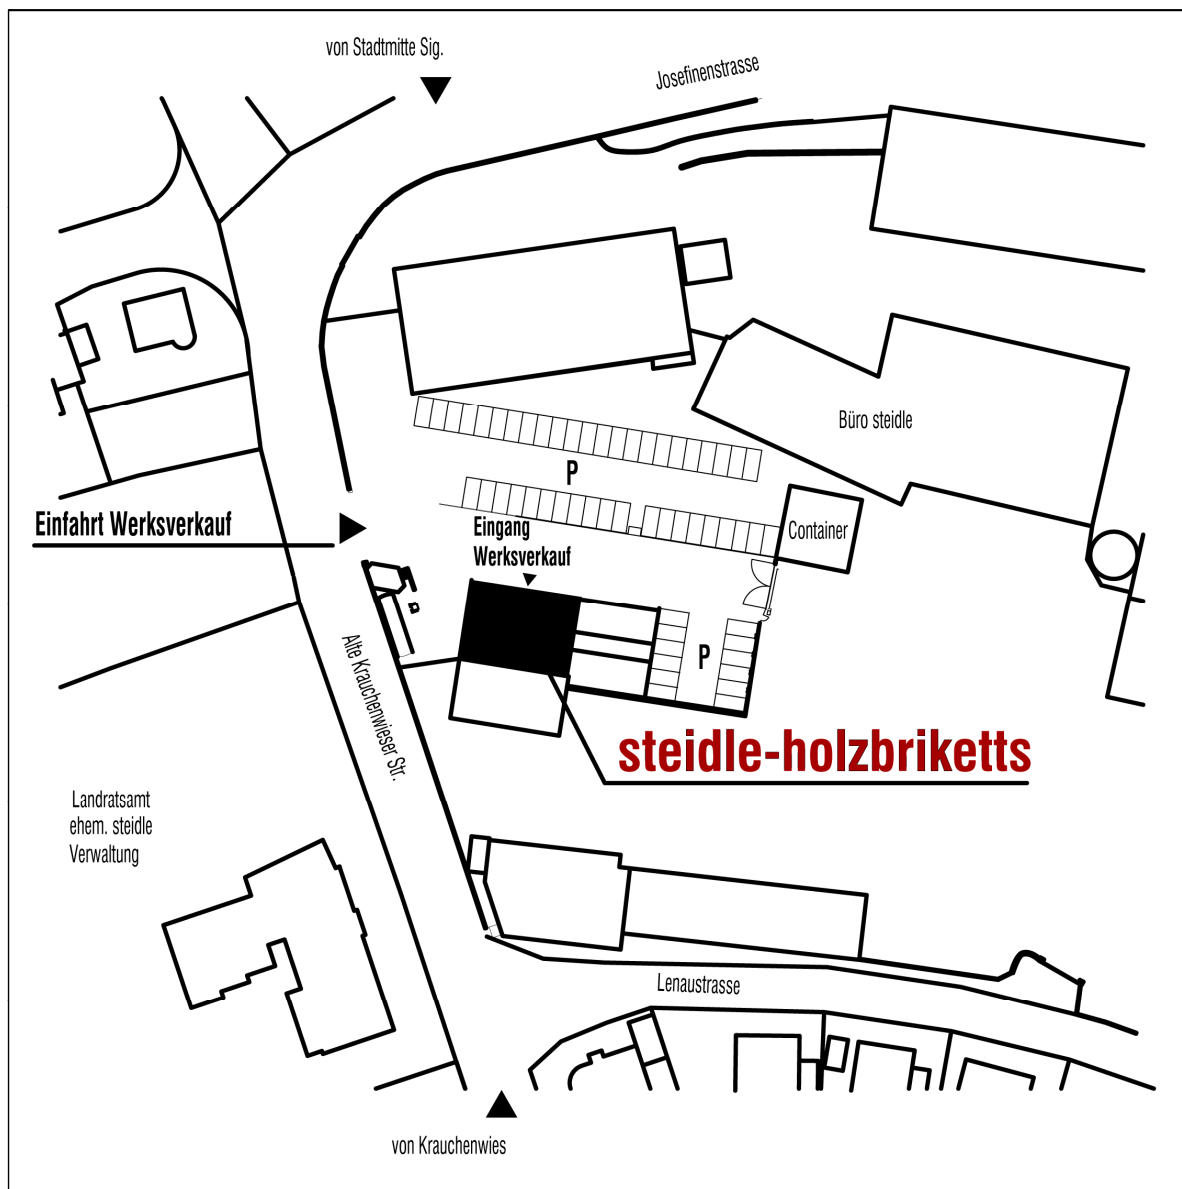 von Stadtmitte Sig.
Josefinenstrasse
Büro steidle
P
Einfahrt Werksverkauf
Eingang
Werksverkauf
Container
Alte Krauchenwieser Str.
P
steidle-holzbriketts
Landratsamt
ehem. steidle
Verwaltung
Lenaustrasse
von Krauchenwies